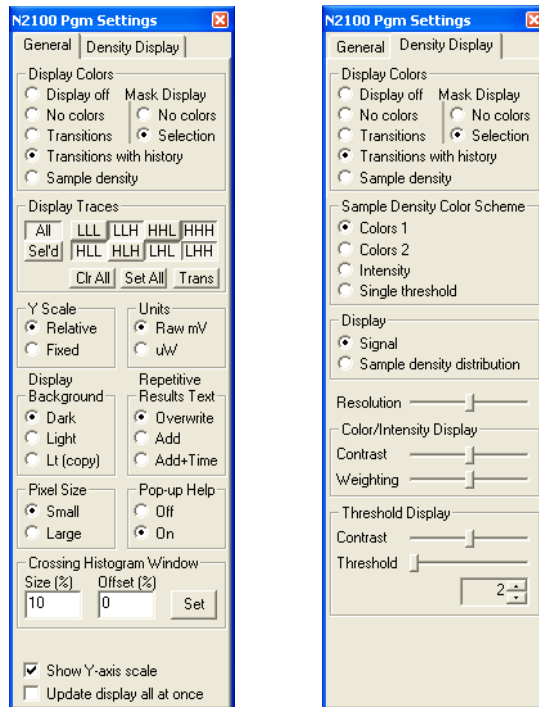 N2100 Pgm Settings
General Density Display
Display Colors
Display off Mask Display
No colors No colors
Transitions Selection
Transitions with history
Sample density
Display Traces
All LLL LLH HHL HHH
Sel'd HLL HLH LHL LHH
Clr All Set All Trans
Y Scale Units
Relative Raw mV
Fixed uW
Display Repetitive
Background Results Text
Dark Overwrite
Light Add
Lt (copy) Add+Time
Pixel Size Pop-up Help
Small Off
Large On
Crossing Histogram Window
Size (%) Offset (%)
10 0 Set
Show Y-axis scale
Update display all at once
N2100 Pgm Settings
General Density Display
Display Colors
Display off Mask Display
No colors No colors
Transitions Selection
Transitions with history
Sample density
Sample Density Color Scheme
Colors 1
Colors 2
Intensity
Single threshold
Display
Signal
Sample density distribution
Resolution
Color/Intensity Display
Contrast
Weighting
Threshold Display
Contrast
Threshold
2